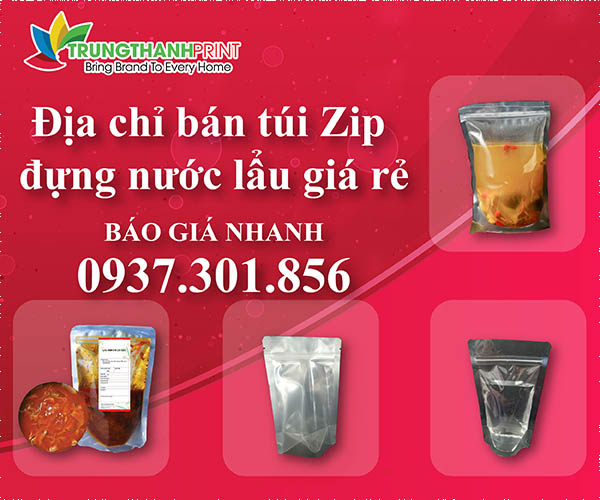 TRUNGTHANHPRINT
Bring Brand To Every Home
Địa chỉ bán túi Zip
đựng nước lẩu giá rẻ
BÁO GIÁ NHANH
0937.301.856